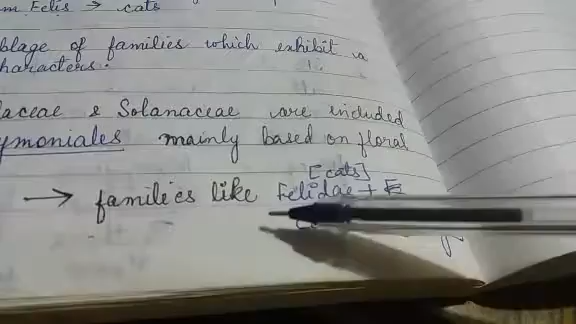 m Felis → cats
blage of families which exhibit
haracters.
laceae & Solanaceae are included
ymoniales mainly based on floral
[cats]
→ families like Felidae +